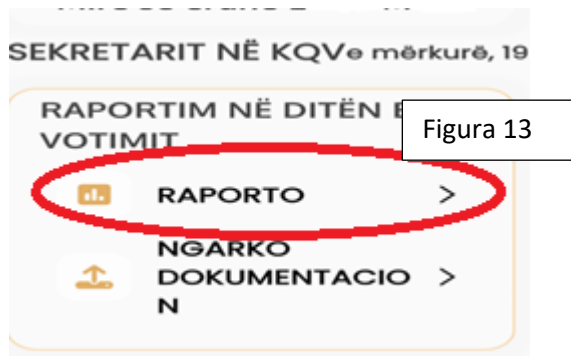 SEKRETARIT NË KQVe mërkurë, 19
RAPORTIM NË DITËN E
VOTIMIT
Figura 13
RAPORTO >
NGARKO
DOKUMENTACIO >
N